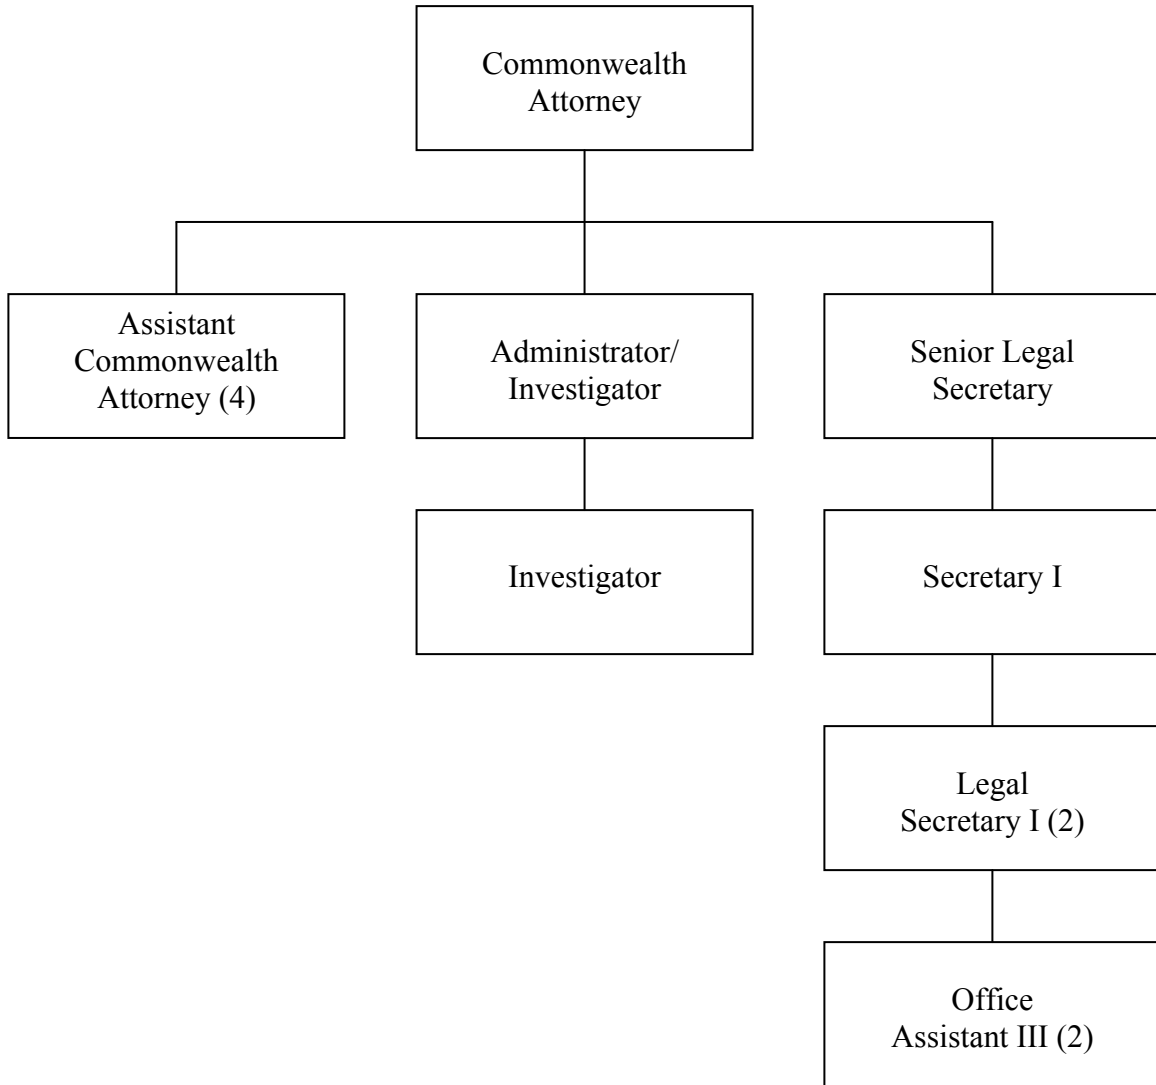 Commonwealth
Attorney
Assistant
Commonwealth
Attorney (4)
Administrator/
Investigator
Senior Legal
Secretary
Investigator
Secretary I
Legal
Secretary I (2)
Office
Assistant III (2)